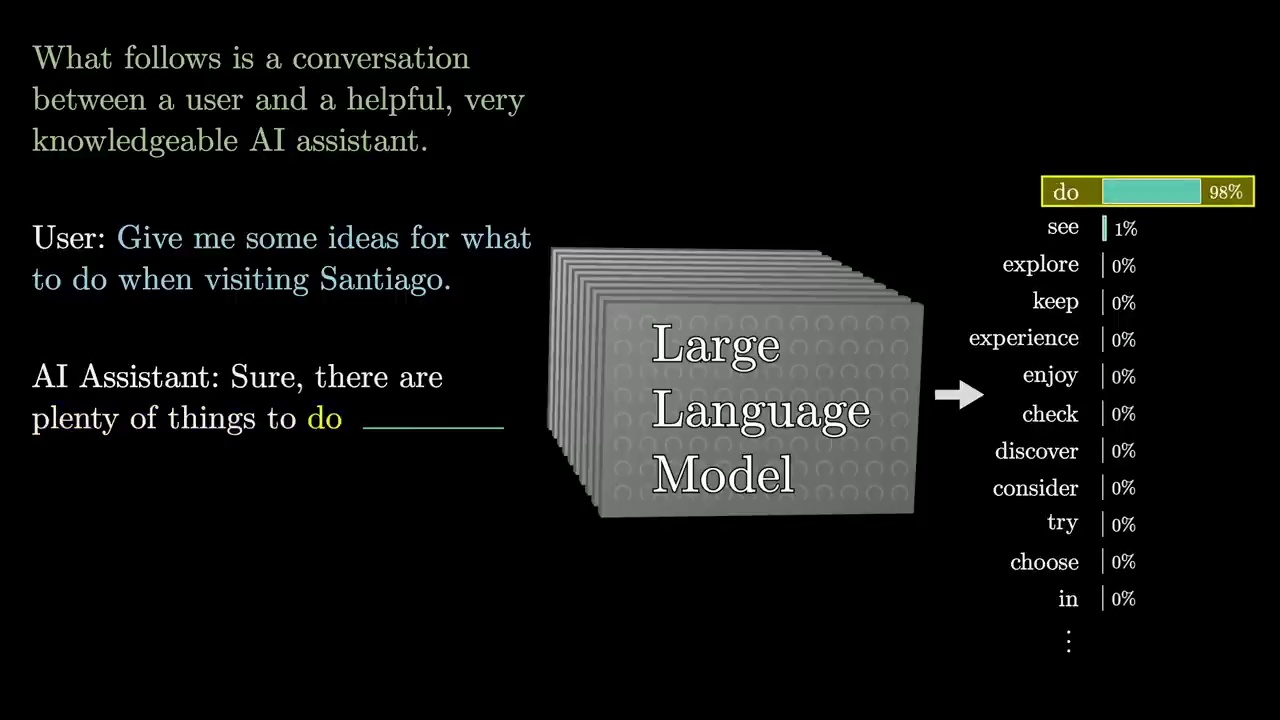 What follows is a conversation
between a user and a helpful, very
knowledgeable AI assistant.
User: Give me some ideas for what
to do when visiting Santiago.
AI Assistant: Sure, there are
plenty of things to do
Large
Language
Model
do 98%
see 1%
explore 0%
keep 0%
experience 0%
enjoy 0%
check 0%
discover 0%
consider 0%
try 0%
choose 0%
in 0%
⋮